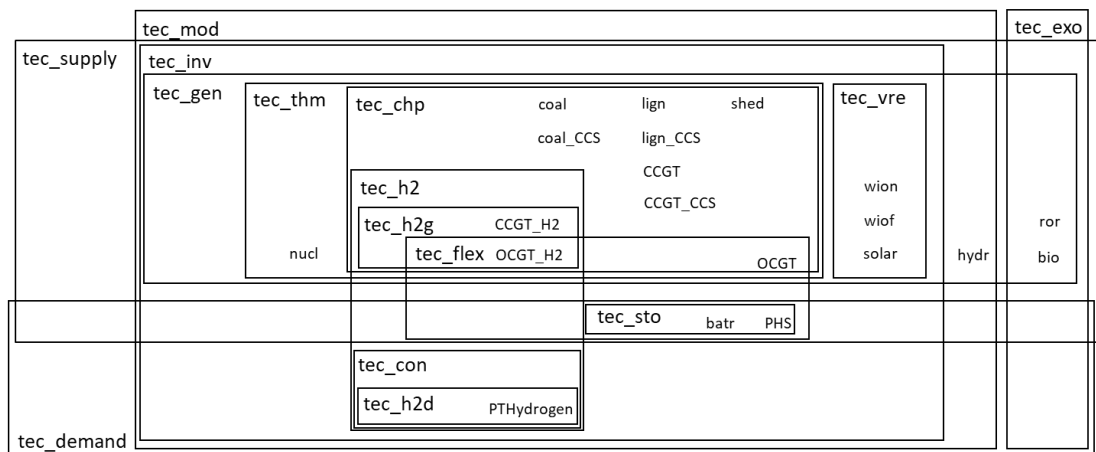 tec_mod
tec_exo
tec_supply
tec_inv
tec_gen
tec_thm
tec_chp
coal
lign
shed
tec_vre
coal_CCS
lign_CCS
CCGT
tec_h2
wion
CCGT_CCS
tec_h2g
CCGT_H2
wiof
ror
nucl
tec_flex
OCGT_H2
OCGT
solar
hydr
bio
tec_sto
batr
PHS
tec_con
tec_h2d
PTHydrogen
tec_demand